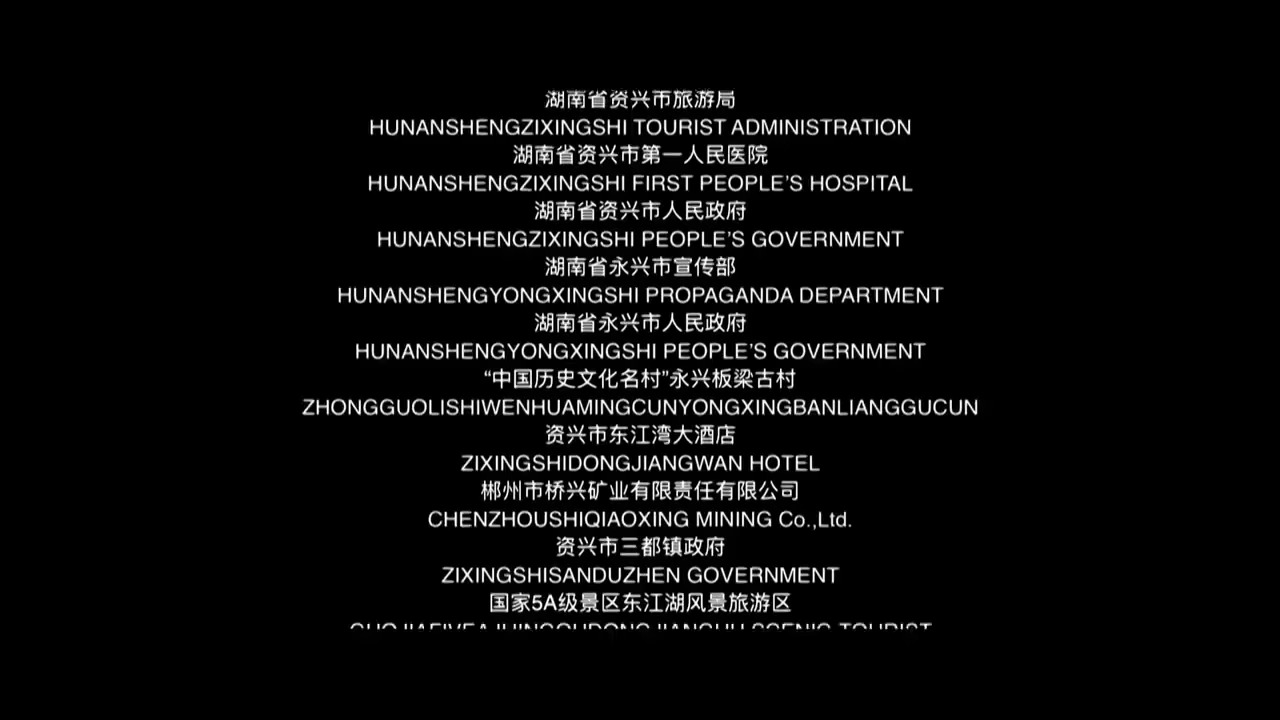 湖南省资兴市旅游局
HUNANSHENGZIXINGSHI TOURIST ADMINISTRATION
湖南省资兴市第一人民医院
HUNANSHENGZIXINGSHI FIRST PEOPLE’S HOSPITAL
湖南省资兴市人民政府
HUNANSHENGZIXINGSHI PEOPLE’S GOVERNMENT
湖南省永兴市宣传部
HUNANSHENGYONGXINGSHI PROPAGANDA DEPARTMENT
湖南省永兴市人民政府
HUNANSHENGYONGXINGSHI PEOPLE’S GOVERNMENT
“中国历史文化名村”永兴板梁古村
ZHONGGUOLISHIWENHUAMINGCUNYONGXINGBANLIANGGUCUN
资兴市东江湾大酒店
ZIXINGSHIDONGJIANGWAN HOTEL
郴州市桥兴矿业有限责任有限公司
CHENZHOUSHIQIAOXING MINING Co.,Ltd.
资兴市三都镇政府
ZIXINGSHISANDUZHEN GOVERNMENT
国家5A级景区东江湖风景旅游区
SCENIC TOURIST